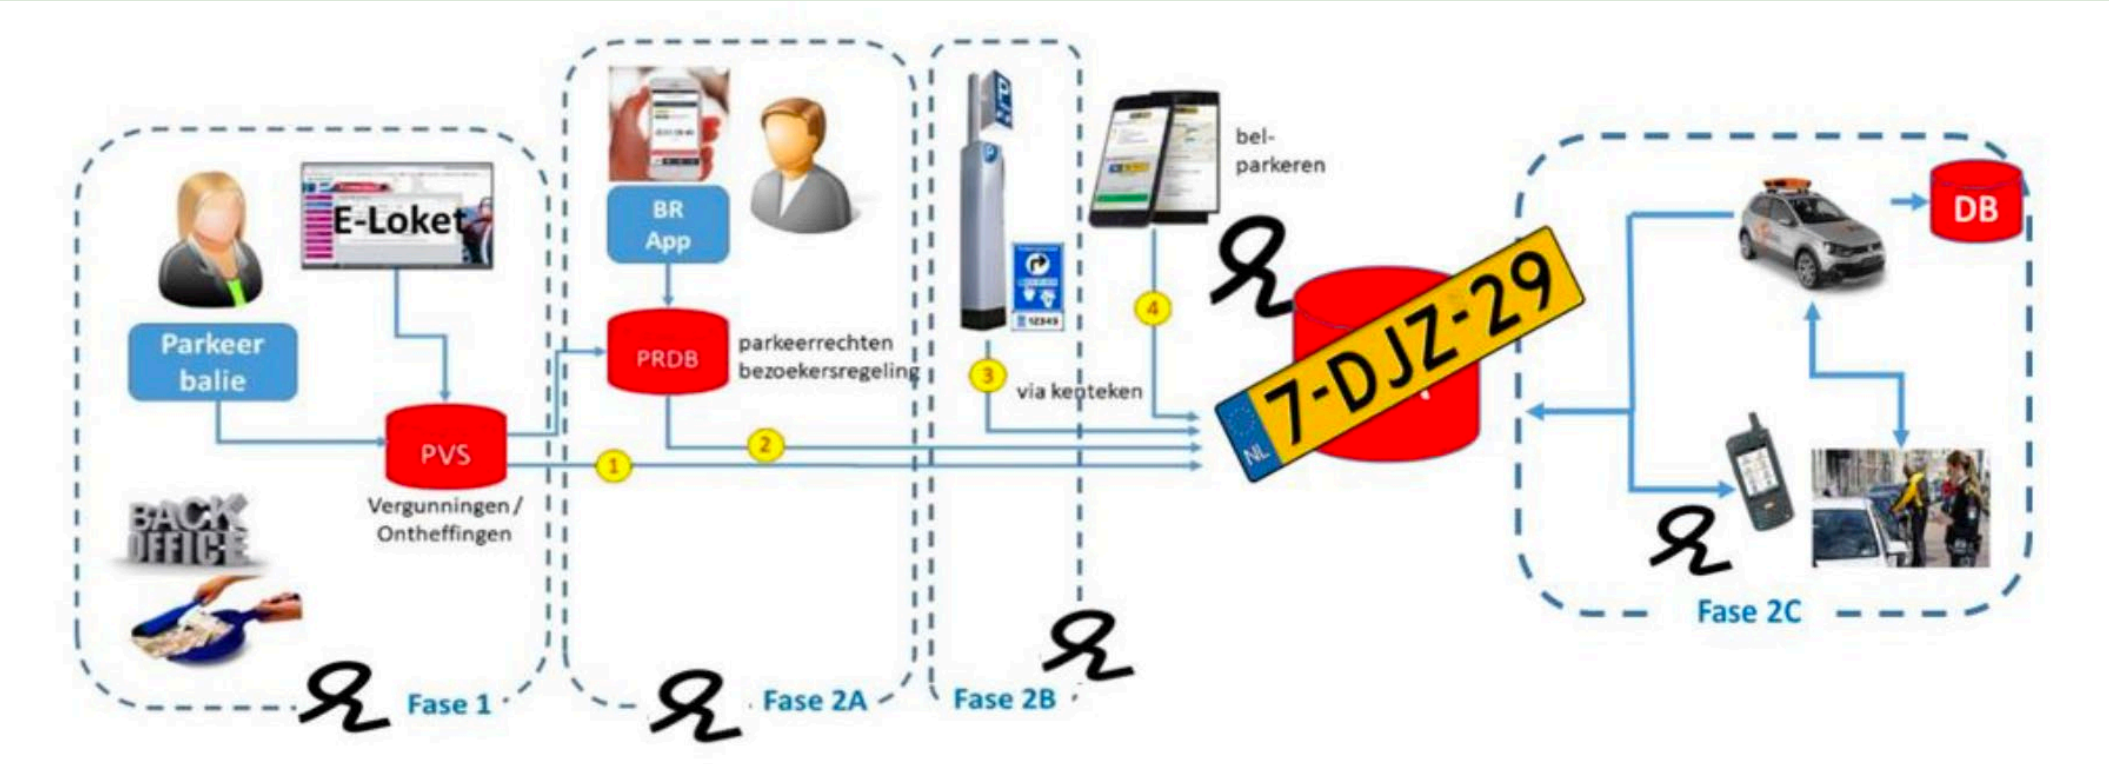 E-Loket
Parkeer
balie
PVS
Vergunningen/
Ontheffingen
BACK
OFFICE
Fase 1
BR
App
PRDB
parkeerrechten
bezoekersregeling
1
2
Fase 2A
12345
3
via kenteken
Fase 2B
bel-
parkeren
4
NL
7-DJZ-29
DB
Fase 2C